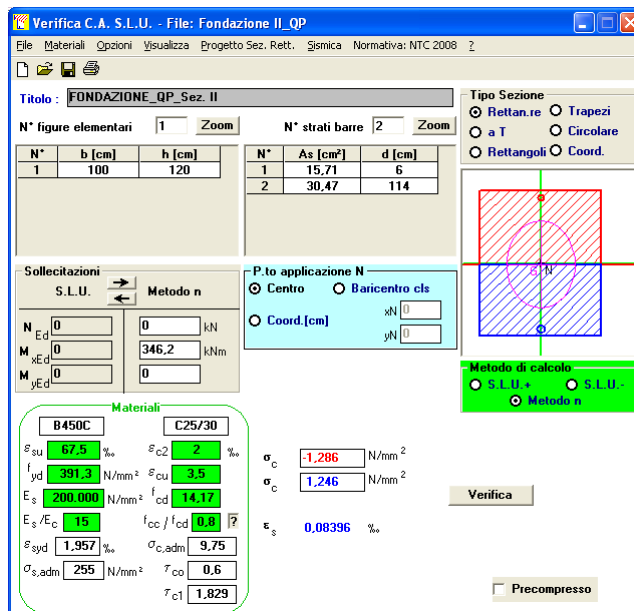 Verifica C.A. S.L.U. - File: Fondazione II_QP
File Materiali Opzioni Visualizza Progetto Sez. Rett. Sismica Normativa: NTC 2008 ?
Titolo : FONDAZIONE_QP_Sez. II
N* figure elementari 1 Zoom
N* strati barre 2 Zoom
N* b [cm] h [cm]
1 100 120
N* As [cm²] d [cm]
1 15,71 6
2 30,47 114
Tipo Sezione
Rettan.re Trapezi
a T Circolare
Rettangoli Coord.
G N
Sollecitazioni
S.L.U. Metodo n
N Ed 0 0 kN
M xEd 0 346,2 kNm
M yEd 0 0
P.to applicazione N
Centro Baricentro cls
Coord.[cm] xN 0
yN 0
Metodo di calcolo
S.L.U.+ S.L.U.-
Metodo n
Materiali
B450C C25/30
εsu 67,5 ‰ εc2 2 ‰
fyd 391,3 N/mm² εcu 3,5
Es 200.000 N/mm² fcd 14,17
Es/Ec 15 fcc/fcd 0,8 ?
εsyd 1,957 ‰ σc,adm 9,75
σs,adm 255 N/mm² τco 0,6
τc1 1,829
σc -1,286 N/mm²
σc 1,246 N/mm²
εs 0,08396 ‰
Verifica
Precompresso